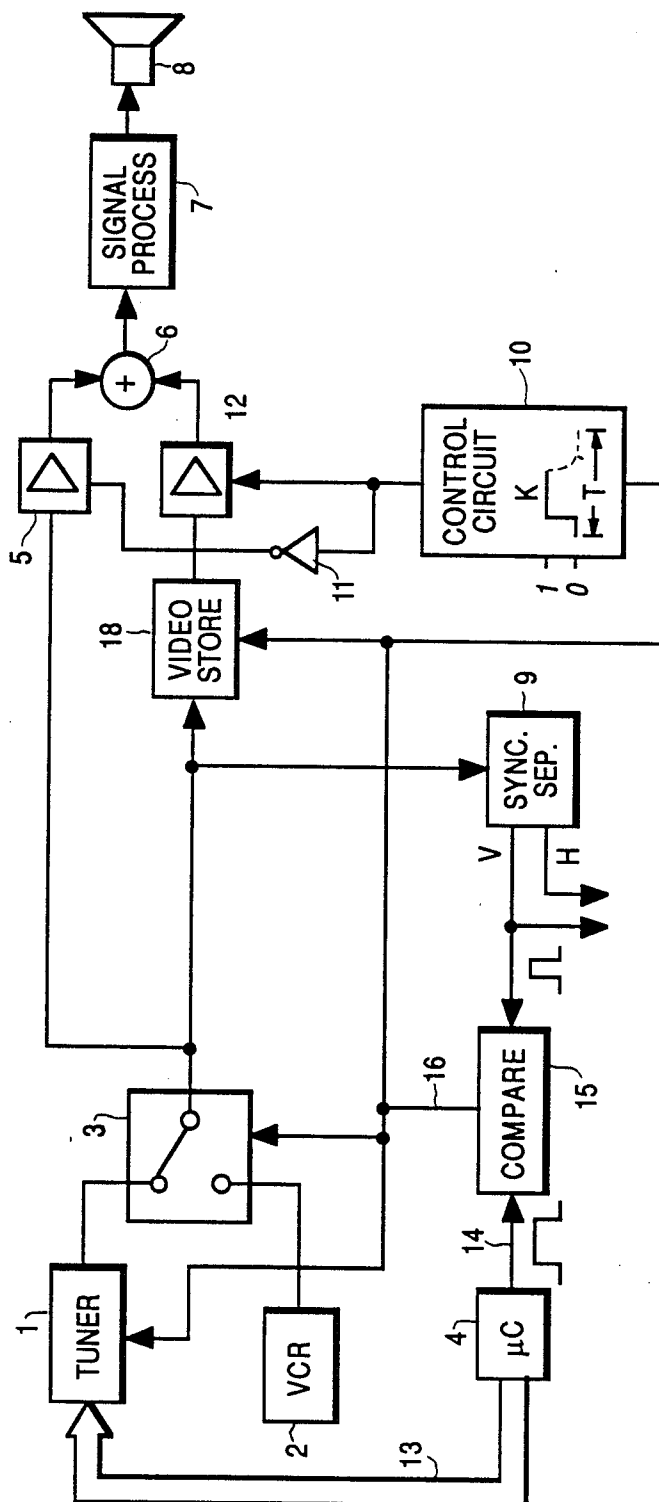 1
TUNER
VCR
2
3
5
18
VIDEO
STORE
12
11
6
+
SIGNAL
PROCESS
7
8
13
4
µC
14
16
COMPARE
15
V
H
SYNC.
SEP.
9
1
0
CONTROL
CIRCUIT
K
T
10